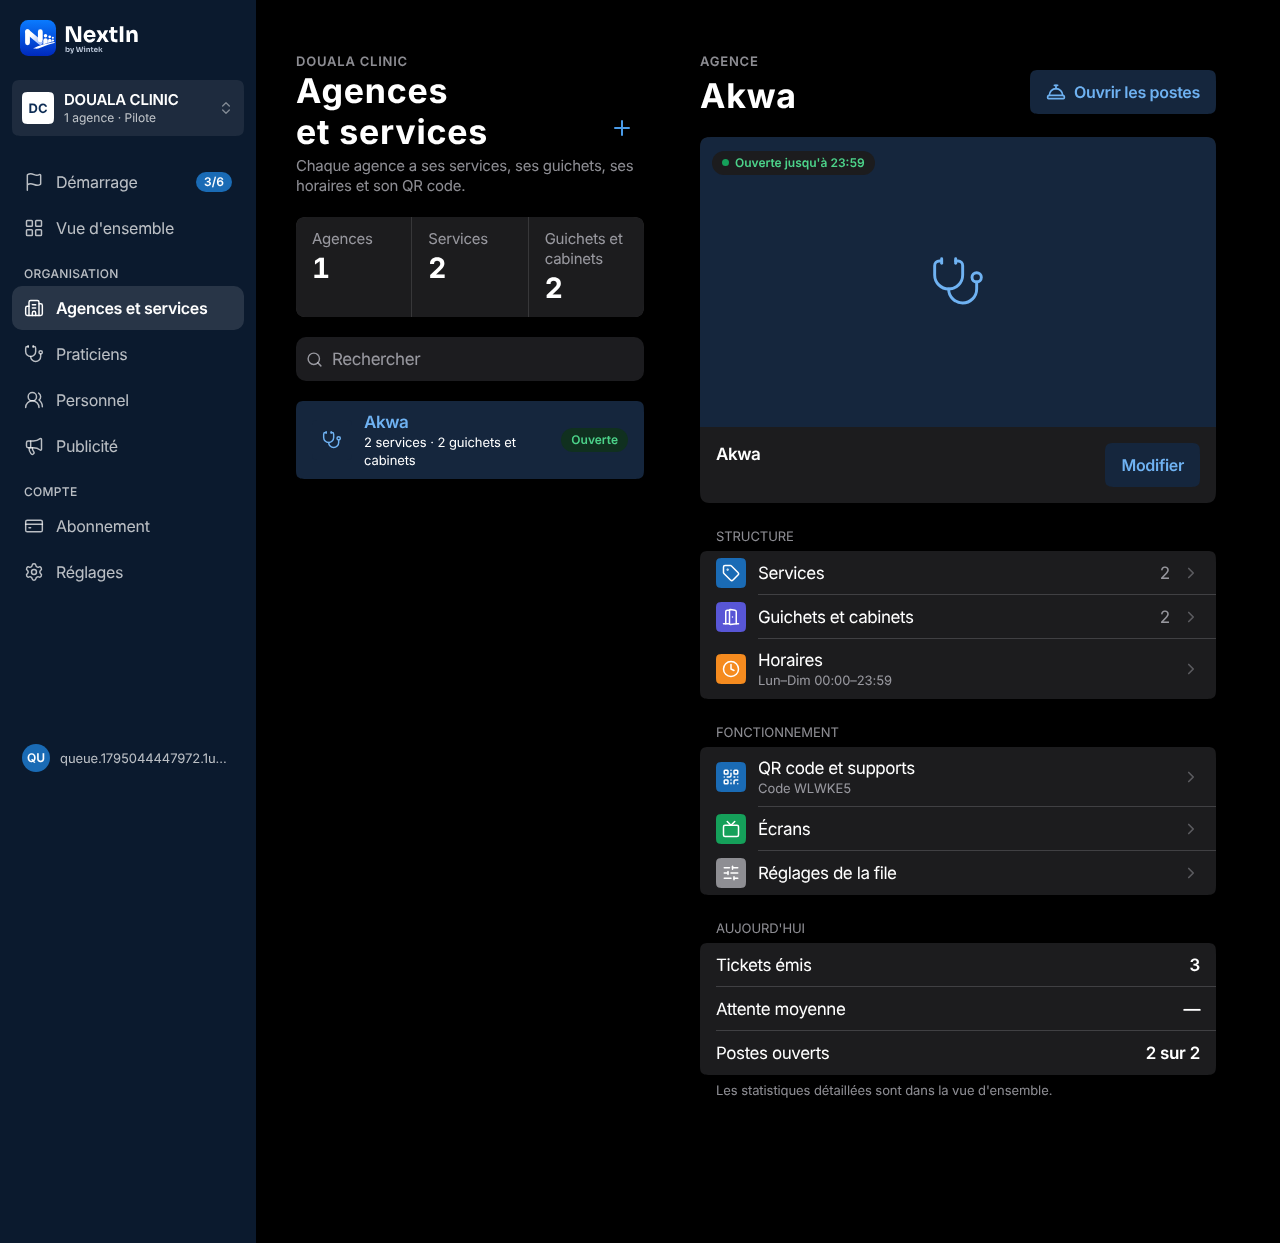 NextIn
by Wintek
DC
DOUALA CLINIC
1 agence · Pilote
Démarrage
3/6
Vue d'ensemble
ORGANISATION
Agences et services
Praticiens
Personnel
Publicité
COMPTE
Abonnement
Réglages
QU
queue.1795044447972.1u...
DOUALA CLINIC
Agences
et services
Chaque agence a ses services, ses guichets, ses
horaires et son QR code.
Agences
1
Services
2
Guichets et
cabinets
2
Rechercher
Akwa
2 services · 2 guichets et
cabinets
Ouverte
AGENCE
Akwa
Ouvrir les postes
Ouverte jusqu'à 23:59
Akwa
Modifier
STRUCTURE
Services
2
Guichets et cabinets
2
Horaires
Lun–Dim 00:00–23:59
FONCTIONNEMENT
QR code et supports
Code WLWKE5
Écrans
Réglages de la file
AUJOURD'HUI
Tickets émis
3
Attente moyenne
—
Postes ouverts
2 sur 2
Les statistiques détaillées sont dans la vue d'ensemble.